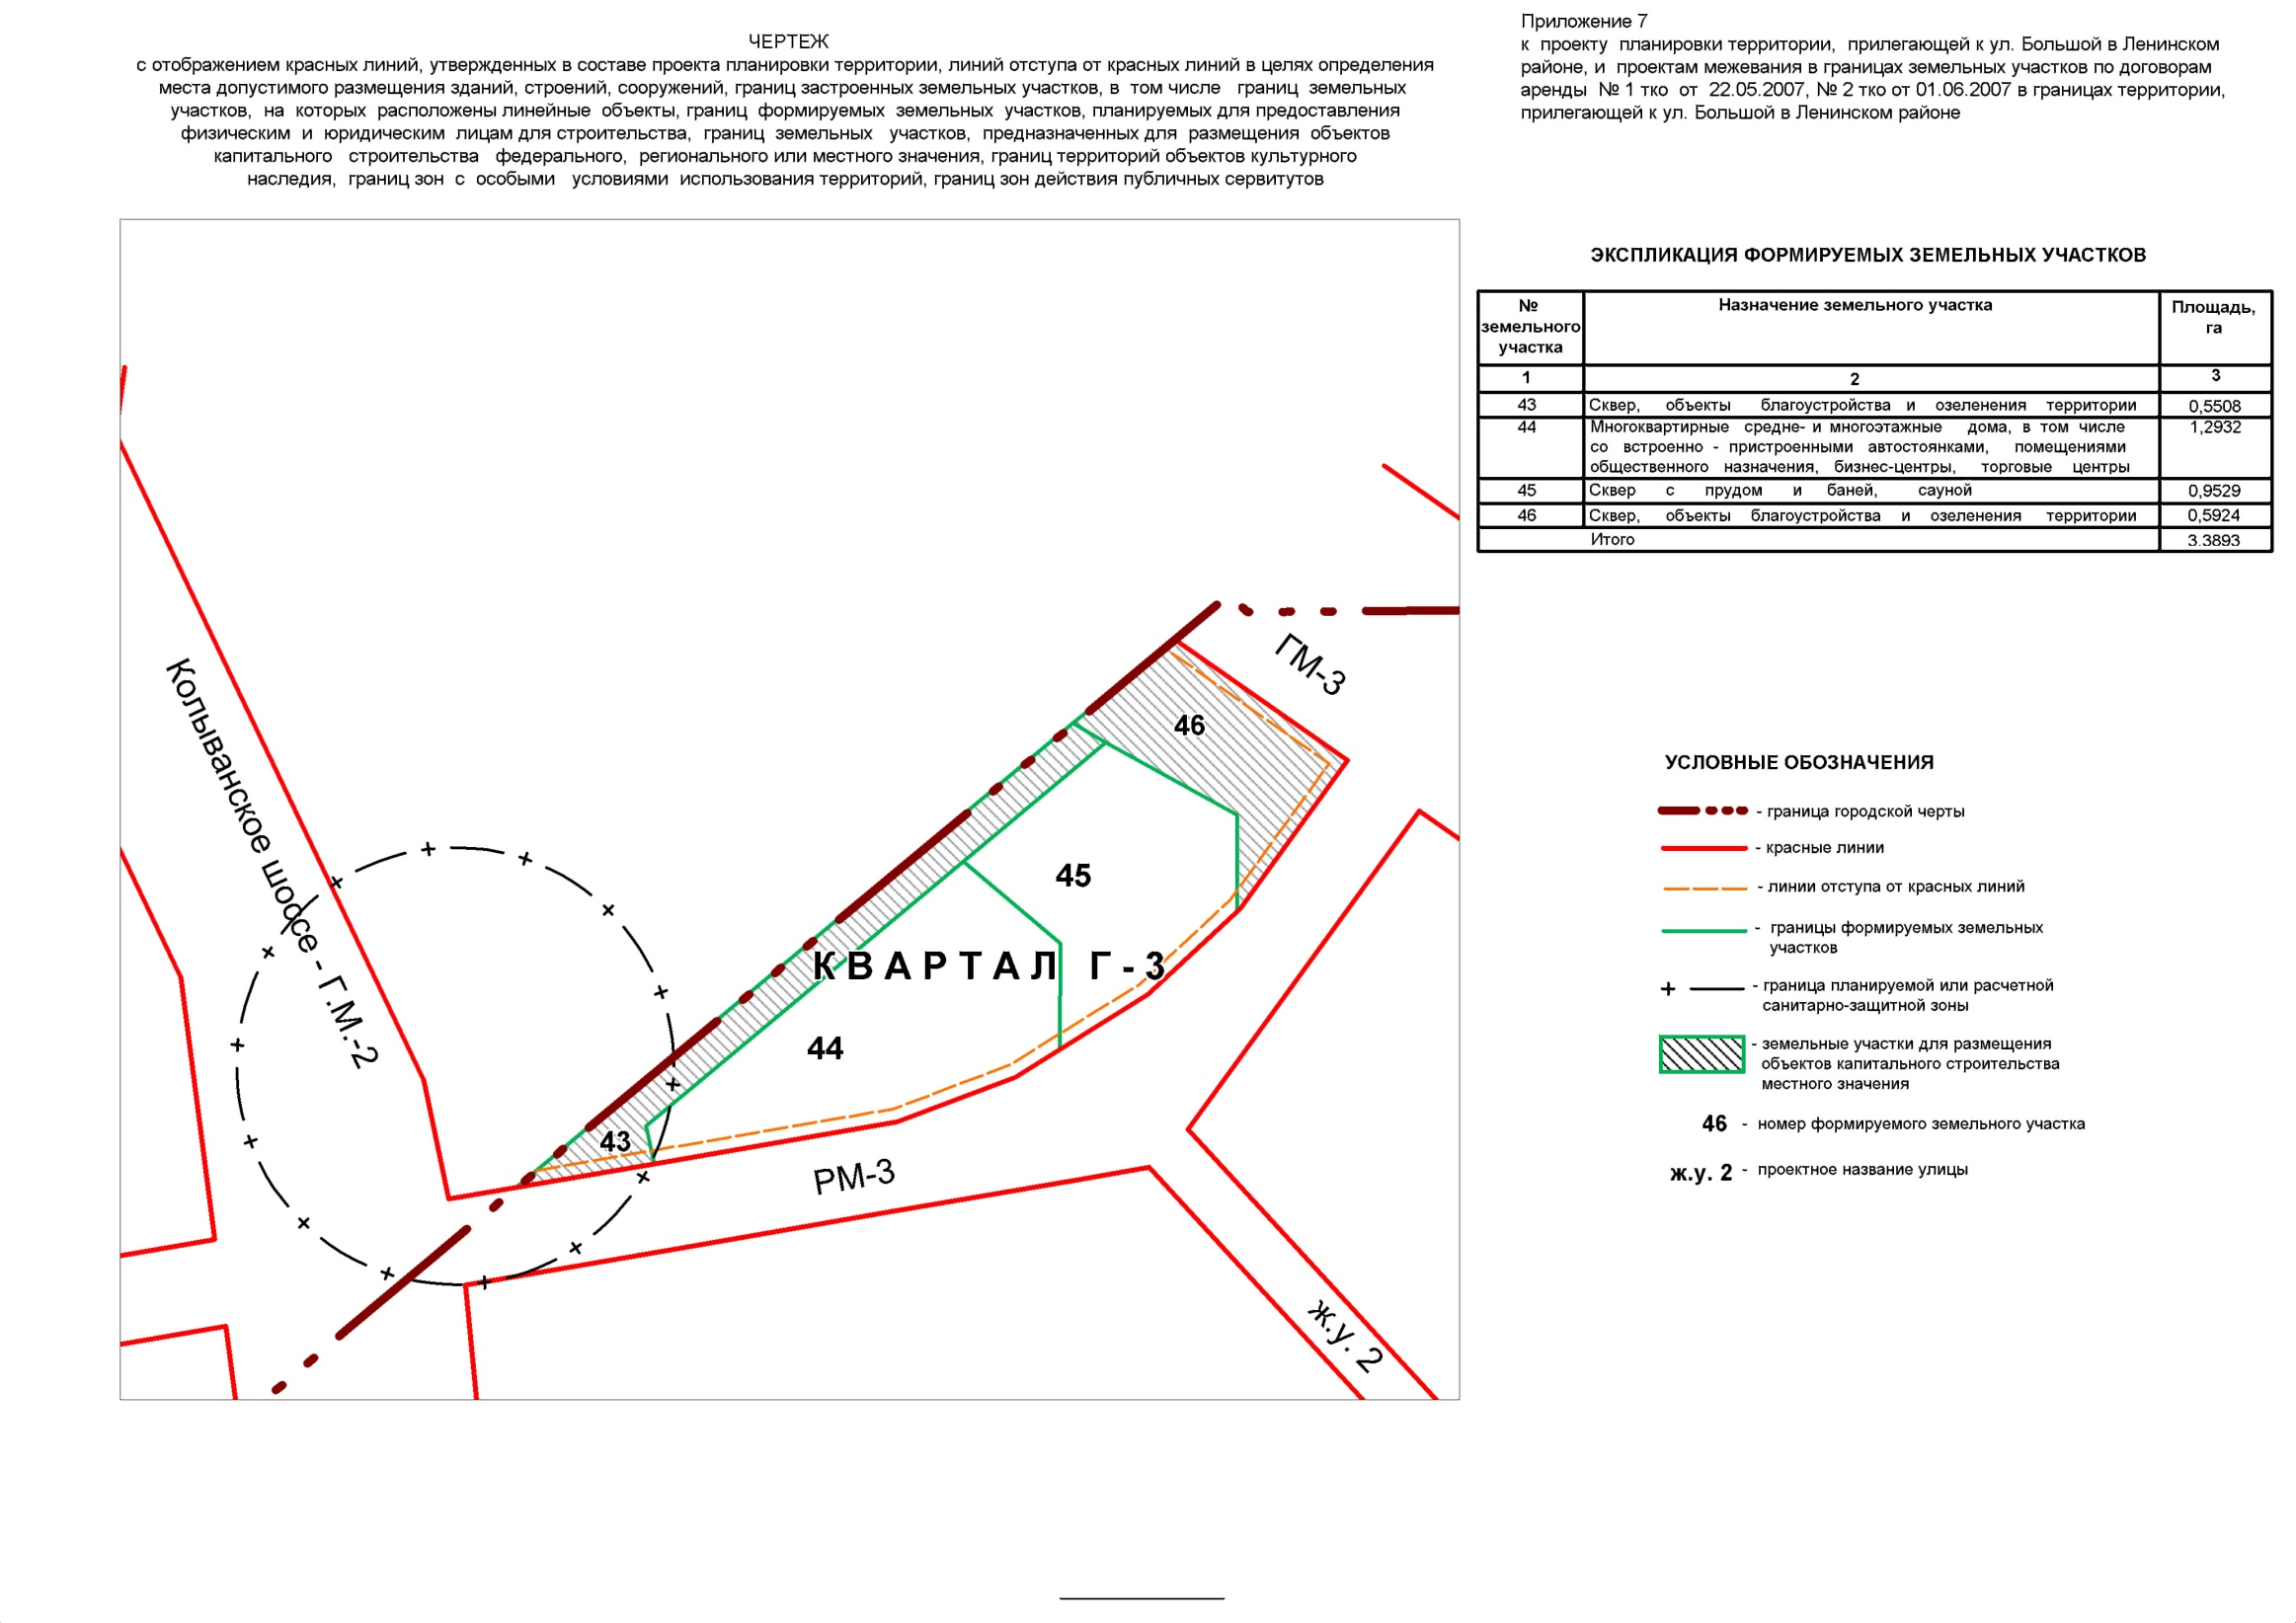 ЧЕРТЕЖ
с отображением красных линий, утвержденных в составе проекта планировки территории, линий отступа от красных линий в целях определения
места допустимого размещения зданий, строений, сооружений, границ застроенных земельных участков, в том числе границ земельных
участков, на которых расположены линейные объекты, границ формируемых земельных участков, планируемых для предоставления
физическим и юридическим лицам для строительства, границ земельных участков, предназначенных для размещения объектов
капитального строительства федерального, регионального или местного значения, границ территорий объектов культурного
наследия, границ зон с особыми условиями использования территорий, границ зон действия публичных сервитутов
Приложение 7
к проекту планировки территории, прилегающей к ул. Большой в Ленинском
районе, и проектам межевания в границах земельных участков по договорам
аренды № 1 тко от 22.05.2007, № 2 тко от 01.06.2007 в границах территории,
прилегающей к ул. Большой в Ленинском районе
ЭКСПЛИКАЦИЯ ФОРМИРУЕМЫХ ЗЕМЕЛЬНЫХ УЧАСТКОВ
№ земельного участка Назначение земельного участка Площадь, га
1 2 3
43 Сквер, объекты благоустройства и озеленения территории 0,5508
44 Многоквартирные средне- и многоэтажные дома, в том числе 1,2932
со встроенно - пристроенными автостоянками, помещениями
общественного назначения, бизнес-центры, торговые центры
45 Сквер с прудом и баней, сауной 0,9529
46 Сквер, объекты благоустройства и озеленения территории 0,5924
Итого 3.3893
ГМ-3
Колыванское шоссе - Г.М.-2
46
45
КВАРТАЛ Г-3
44
43
РМ-3
ж.у. 2
УСЛОВНЫЕ ОБОЗНАЧЕНИЯ
- граница городской черты
- красные линии
- линии отступа от красных линий
- границы формируемых земельных
участков
- граница планируемой или расчетной
санитарно-защитной зоны
- земельные участки для размещения
объектов капитального строительства
местного значения
46 - номер формируемого земельного участка
ж.у. 2 - проектное название улицы